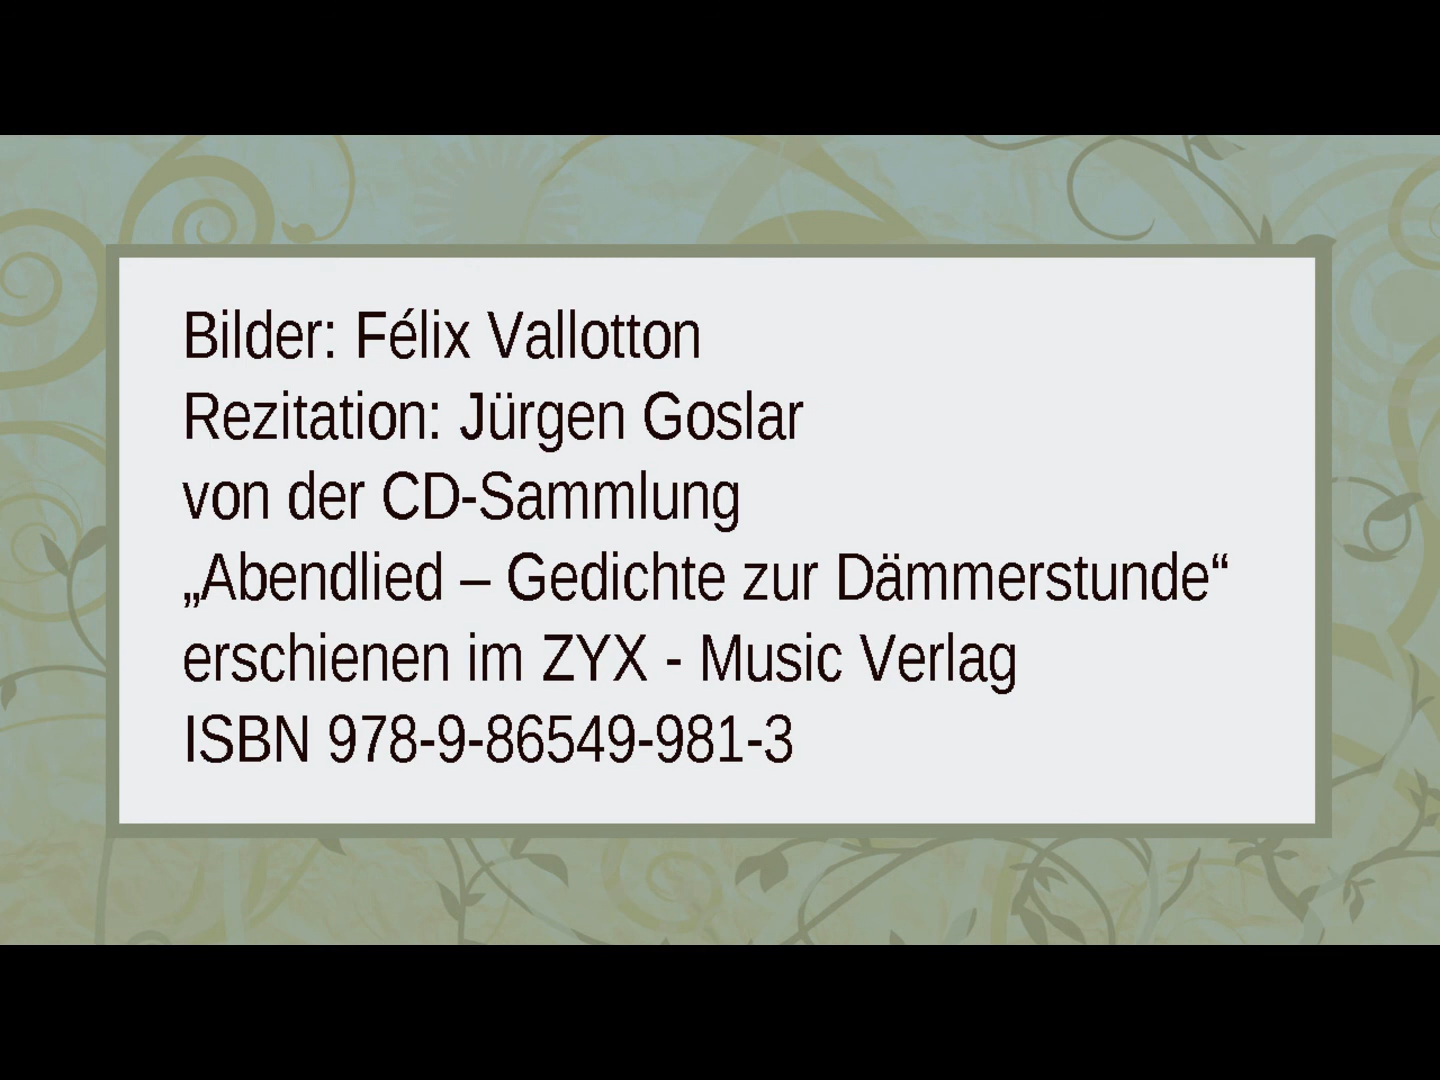 Bilder: Félix Vallotton
Rezitation: Jürgen Goslar
von der CD-Sammlung
„Abendlied – Gedichte zur Dämmerstunde“
erschienen im ZYX - Music Verlag
ISBN 978-9-86549-981-3